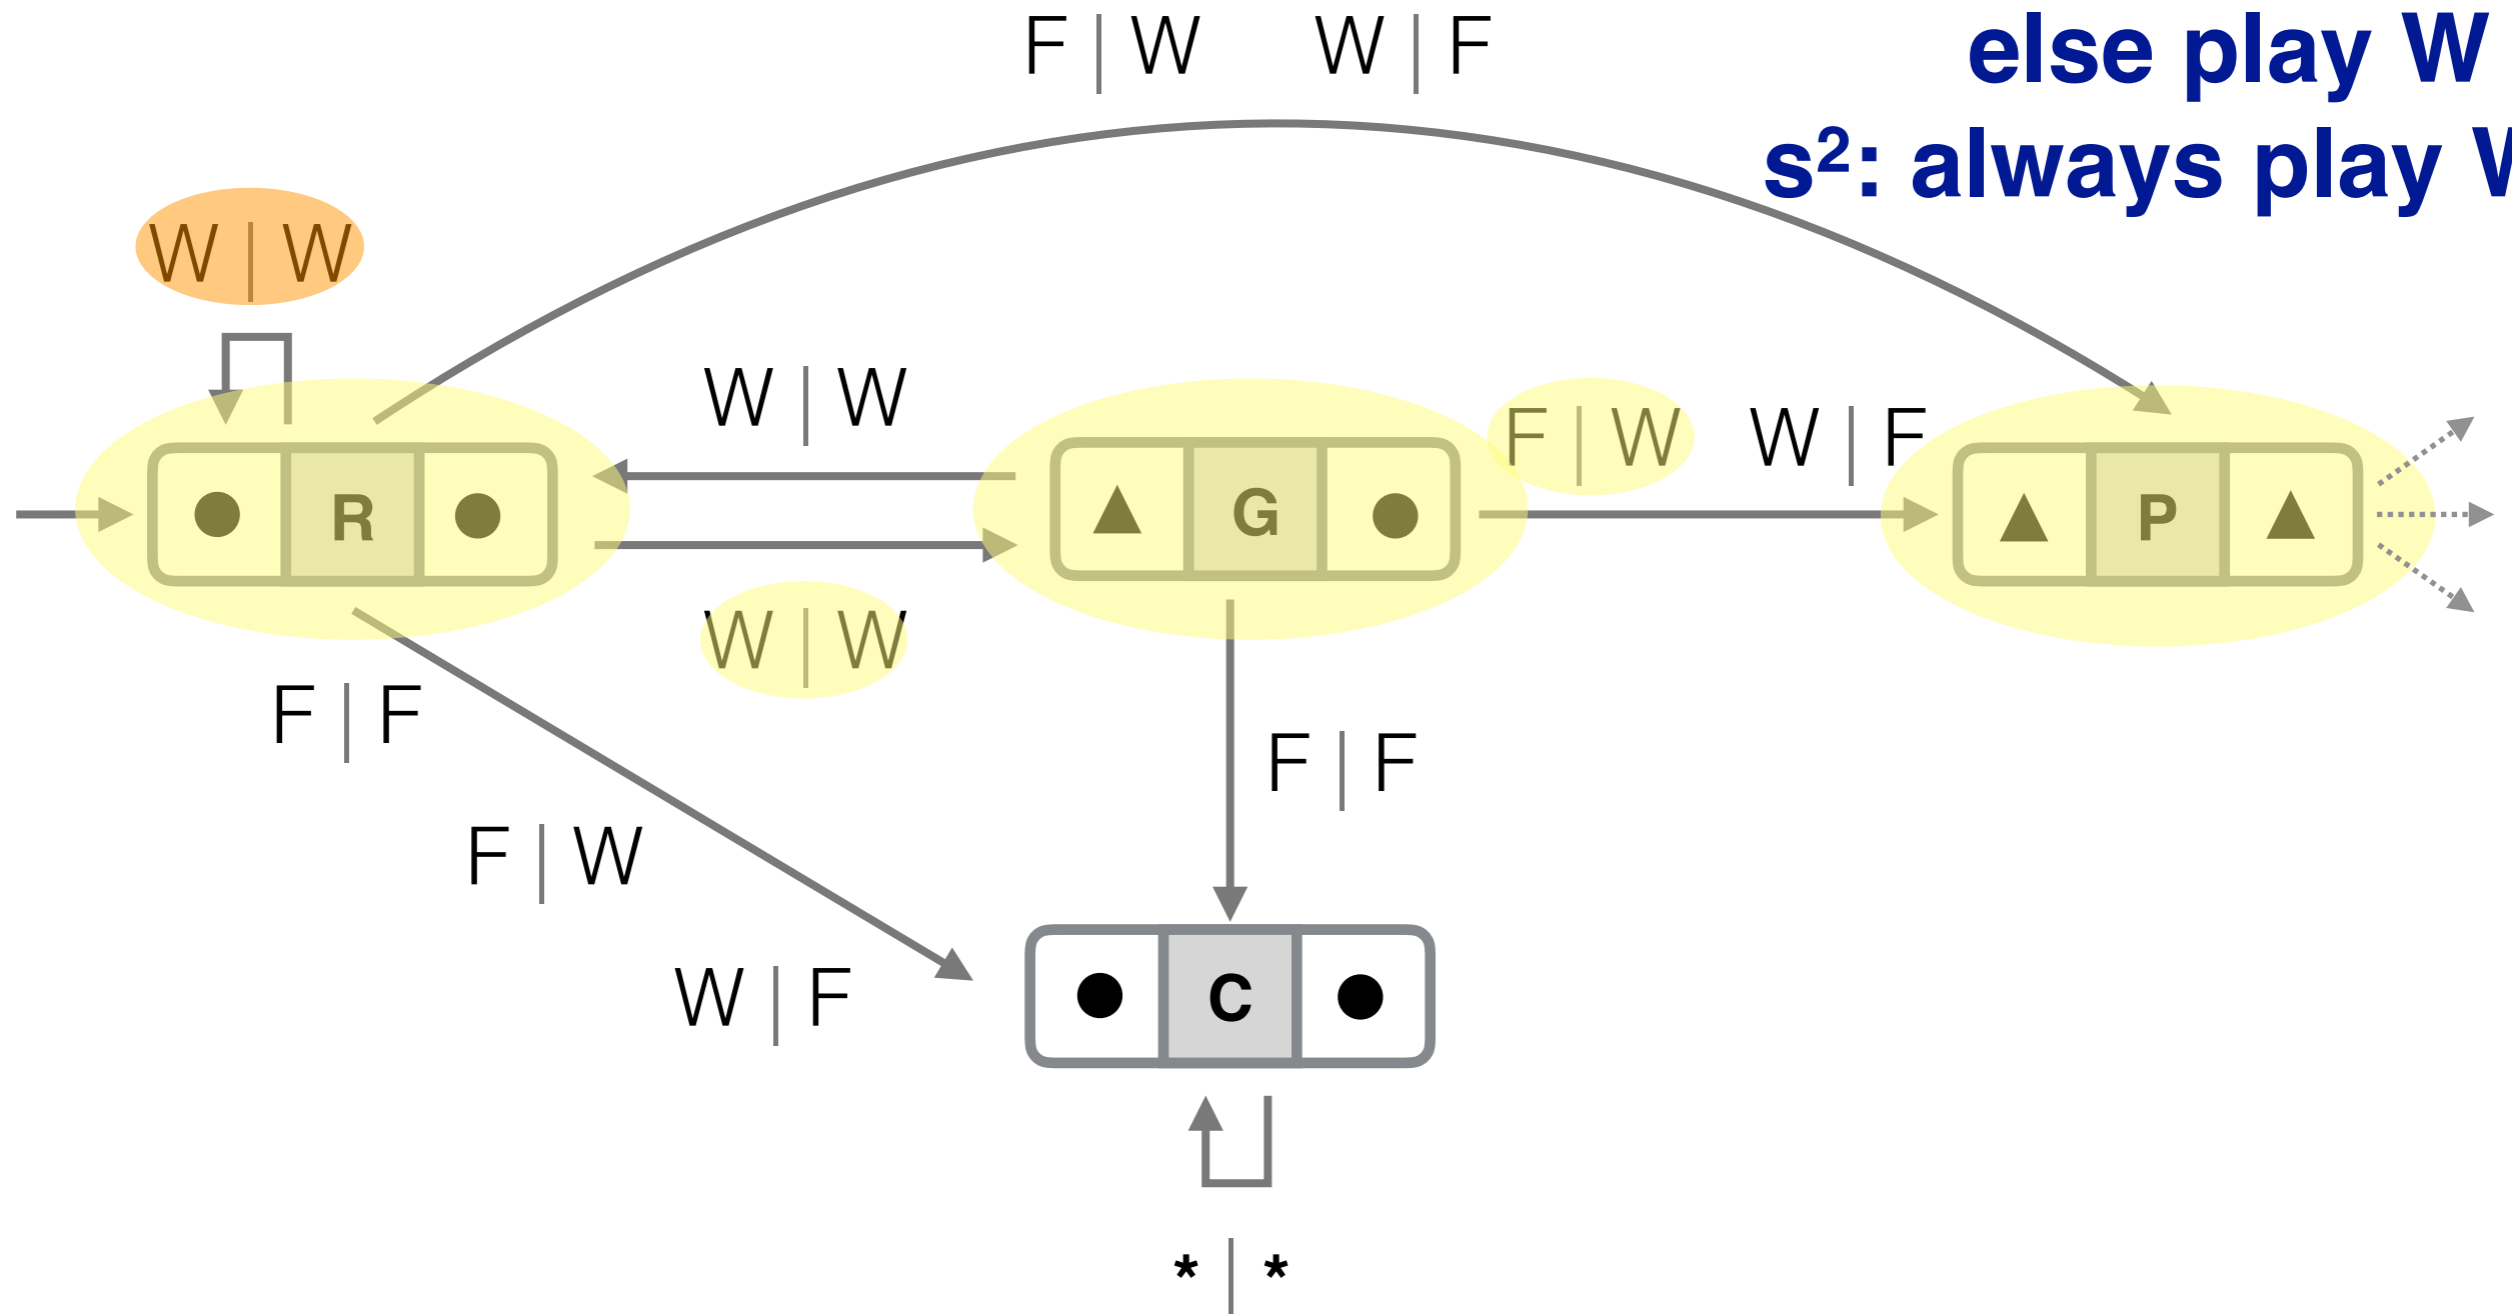 F | W W | F
else play W
s²: always play W
W | W
W | W
F | W W | F
R
G
P
W | W
F | F
F | F
F | W
W | F
C
* | *